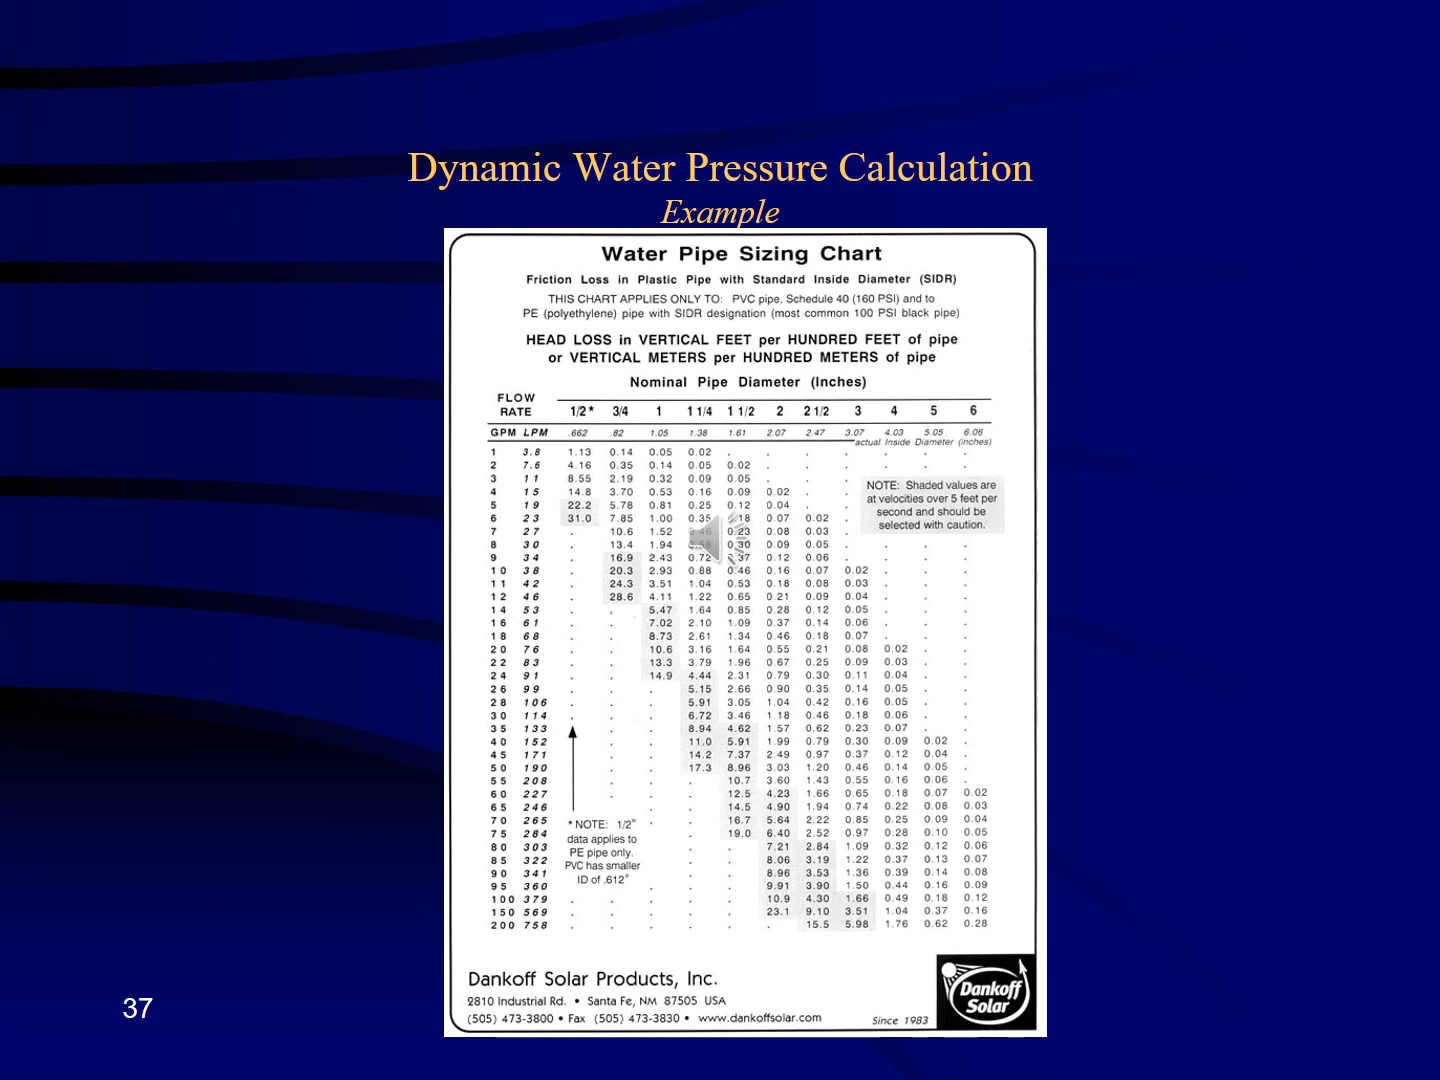 Dynamic Water Pressure Calculation
Example
Water Pipe Sizing Chart
Friction Loss in Plastic Pipe with Standard Inside Diameter (SIDR)
THIS CHART APPLIES ONLY TO: PVC pipe, Schedule 40 (160 PSI) and to
PE (polyethylene) pipe with SIDR designation (most common 100 PSI black pipe)
HEAD LOSS in VERTICAL FEET per HUNDRED FEET of pipe
or VERTICAL METERS per HUNDRED METERS of pipe
Nominal Pipe Diameter (Inches)
FLOW
RATE 1/2* 3/4 1 1 1/4 1 1/2 2 2 1/2 3 4 5 6
GPM LPM .662 .82 1.05 1.38 1.61 2.07 2.47 3.07 4.03 5.05 6.06
actual Inside Diameter (inches)
1 3.8 1.13 0.14 0.05 0.02 . . . . . . .
2 7.6 4.16 0.35 0.14 0.05 0.02 . . . . . .
3 11 8.55 2.19 0.32 0.09 0.05 . . .
4 15 14.8 3.70 0.53 0.16 0.09 0.02 . .
5 19 22.2 5.78 0.81 0.25 0.12 0.04 . .
6 23 31.0 7.85 1.00 0.35 0.18 0.07 0.02 .
NOTE: Shaded values are
at velocities over 5 feet per
second and should be
selected with caution.
7 27 . 10.6 1.52 0.23 0.08 0.03 .
8 30 . 13.4 1.94 0.30 0.09 0.05 . . . .
9 34 . 16.9 2.43 0.72 0.37 0.12 0.06 . . . .
10 38 . 20.3 2.93 0.88 0.46 0.16 0.07 0.02 . . .
11 42 . 24.3 3.51 1.04 0.53 0.18 0.08 0.03 . . .
12 46 . 28.6 4.11 1.22 0.65 0.21 0.09 0.04 . . .
14 53 . . 5.47 1.64 0.85 0.28 0.12 0.05 . . .
16 61 . . 7.02 2.10 1.09 0.37 0.14 0.06 . . .
18 68 . . 8.73 2.61 1.34 0.46 0.18 0.07 . . .
20 76 . . 10.6 3.16 1.64 0.55 0.21 0.08 0.02 . .
22 83 . . 13.3 3.79 1.96 0.67 0.25 0.09 0.03 . .
24 91 . . 14.9 4.44 2.31 0.79 0.30 0.11 0.04 . .
26 99 . . . 5.15 2.66 0.90 0.35 0.14 0.05 . .
28 106 . . . 5.91 3.05 1.04 0.42 0.16 0.05 . .
30 114 . . . 6.72 3.46 1.18 0.46 0.18 0.06 . .
35 133 . . 8.94 4.62 1.57 0.62 0.23 0.07 . .
40 152 . . 11.0 5.91 1.99 0.79 0.30 0.09 0.02 .
45 171 . . 14.2 7.37 2.49 0.97 0.37 0.12 0.04 .
50 190 . . 17.3 8.96 3.03 1.20 0.46 0.14 0.05 .
55 208 . . . 10.7 3.60 1.43 0.55 0.16 0.06 .
60 227 . . . 12.5 4.23 1.66 0.65 0.18 0.07 0.02
65 246 . . 14.5 4.90 1.94 0.74 0.22 0.08 0.03
70 265 . . 16.7 5.64 2.22 0.85 0.25 0.09 0.04
75 284 . 19.0 6.40 2.52 0.97 0.28 0.10 0.05
80 303 . . 7.21 2.84 1.09 0.32 0.12 0.06
85 322 . . 8.06 3.19 1.22 0.37 0.13 0.07
90 341 . . 8.96 3.53 1.36 0.39 0.14 0.08
95 360 . . . 9.91 3.90 1.50 0.44 0.16 0.09
100 379 . . . . . 10.9 4.30 1.66 0.49 0.18 0.12
150 569 . . . . . 23.1 9.10 3.51 1.04 0.37 0.16
200 758 . . . . . . 15.5 5.98 1.76 0.62 0.28
* NOTE: 1/2"
data applies to
PE pipe only.
PVC has smaller
ID of .612"
Dankoff Solar Products, Inc.
2810 Industrial Rd. • Santa Fe, NM 87505 USA
(505) 473-3800 • Fax (505) 473-3830 • www.dankoffsolar.com
Since 1983
Dankoff
Solar
37